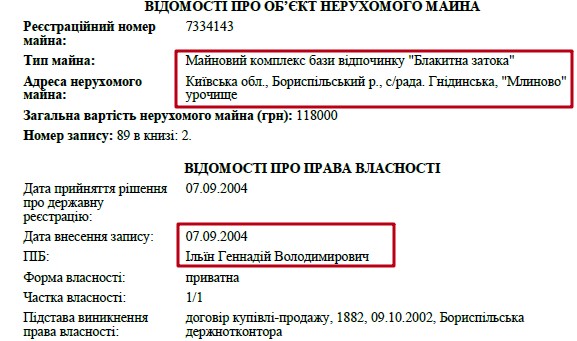 ВІДОМОСТІ ПРО ОБ’ЄКТ НЕРУХОМОГО МАЙНА
Реєстраційний номер майна: 7334143
Тип майна: Майновий комплекс бази відпочинку "Блакитна затока"
Адреса нерухомого майна: Київська обл., Бориспільський р., с/рада. Гнідинська, "Млиново" урочище
Загальна вартість нерухомого майна (грн): 118000
Номер запису: 89 в книзі: 2.
ВІДОМОСТІ ПРО ПРАВА ВЛАСНОСТІ
Дата прийняття рішення про державну реєстрацію: 07.09.2004
Дата внесення запису: 07.09.2004
ПІБ: Ільїн Геннадій Володимирович
Форма власності: приватна
Частка власності: 1/1
Підстава виникнення права власності: договір купівлі-продажу, 1882, 09.10.2002, Бориспільська держнотконтора